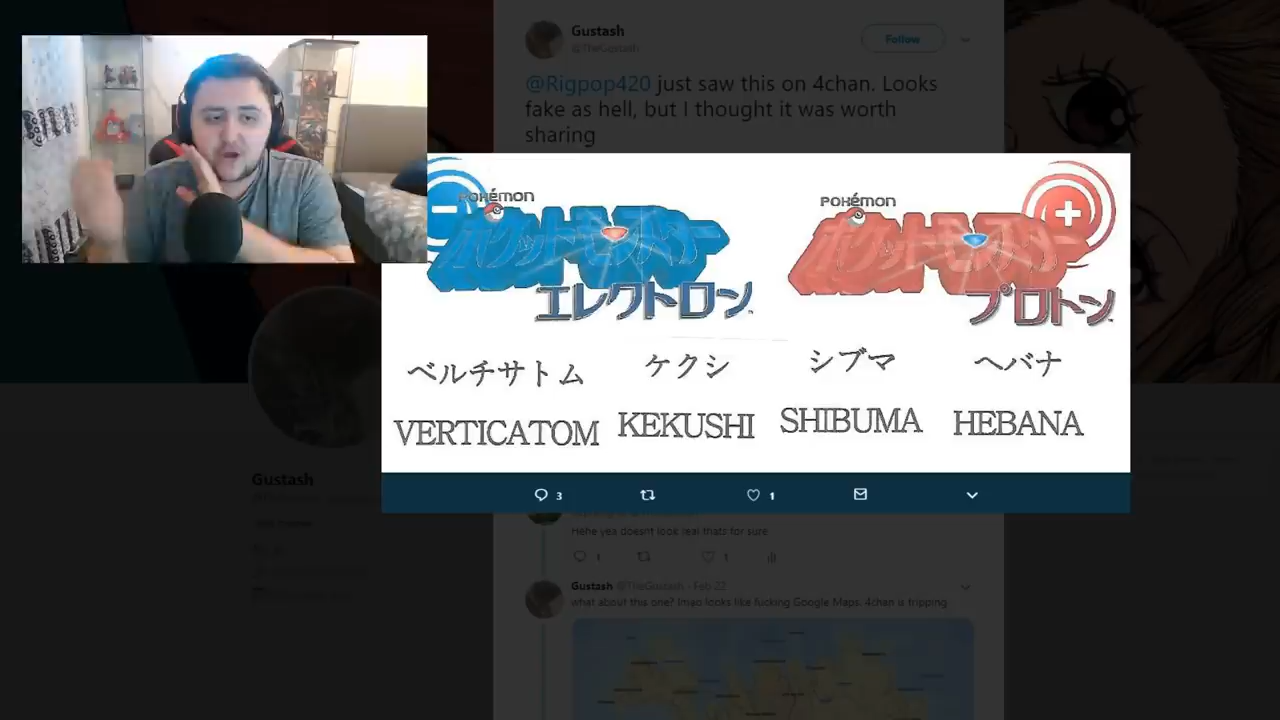 Gustash
@TheGustash
Follow
@Rigpop420 just saw this on 4chan. Looks
fake as hell, but I thought it was worth
sharing
POKéMON
ポケットモンスター
エレクトロン
POKéMON
ポケットモンスター
プロトン
ベルチサトム
ケクシ
シブマ
ヘバナ
VERTICATOM
KEKUSHI
SHIBUMA
HEBANA
3
1
Gustash
Hehe yea doesnt look real thats for sure
1
1
Gustash @TheGustash · Feb 22
what about this one? lmao looks like fucking Google Maps. 4chan is tripping